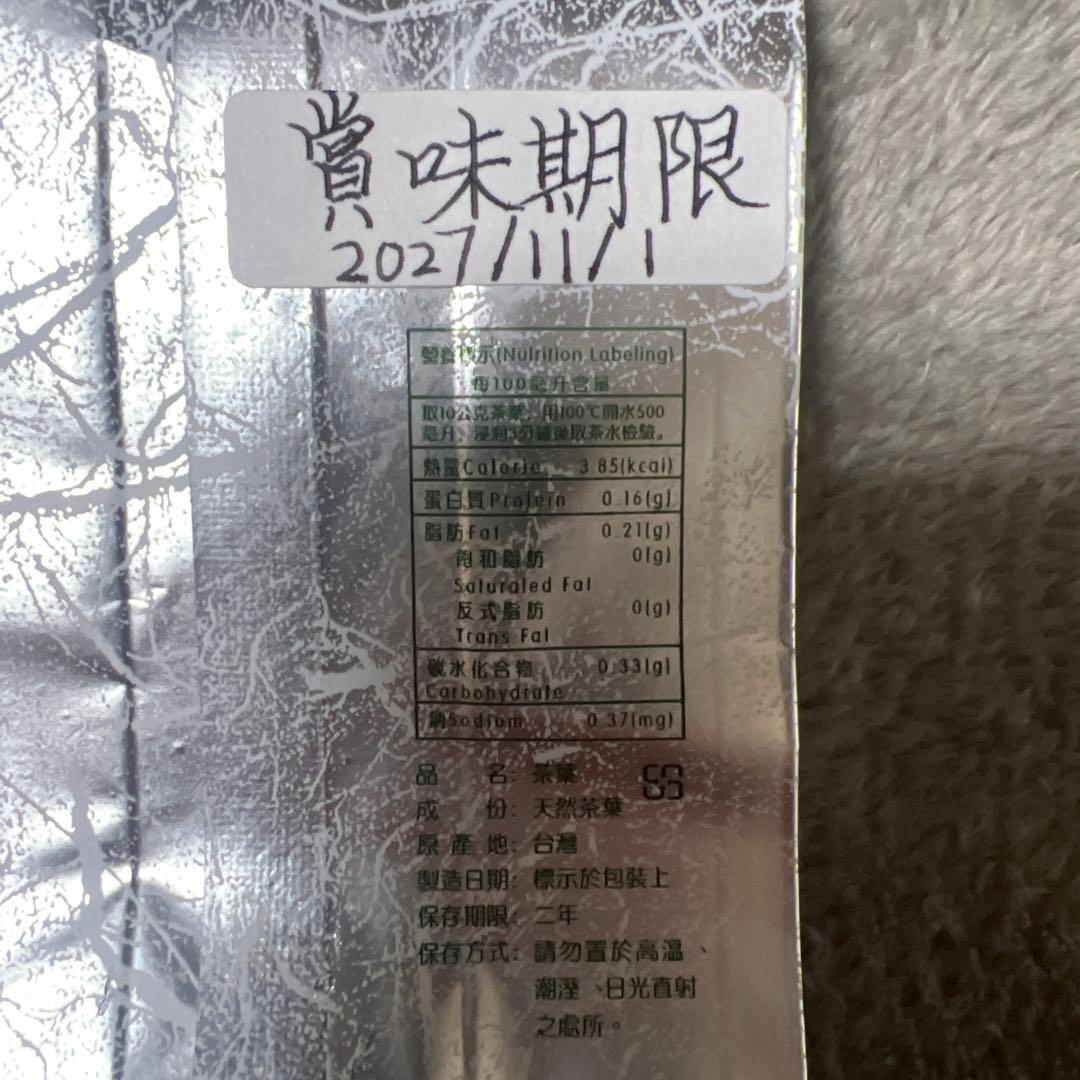 賞味期限
2027/11/1
營養標示(Nutrition Labeling)
每100毫升含量
取10公克茶葉，用100℃開水500
毫升，浸泡3分鐘後取茶水檢驗。
熱量Calorie 3.85(kcal)
蛋白質Protein 0.16(g)
脂肪Fat 0.21(g)
飽和脂肪 0(g)
Saturated Fat
反式脂肪 0(g)
Trans Fat
碳水化合物 0.33(g)
Carbohydrate
鈉Sodium 0.37(mg)
品名：茶葉
成份：天然茶葉
原產地：台灣
製造日期：標示於包裝上
保存期限：二年
保存方式：請勿置於高溫、
潮溼、日光直射
之處所。